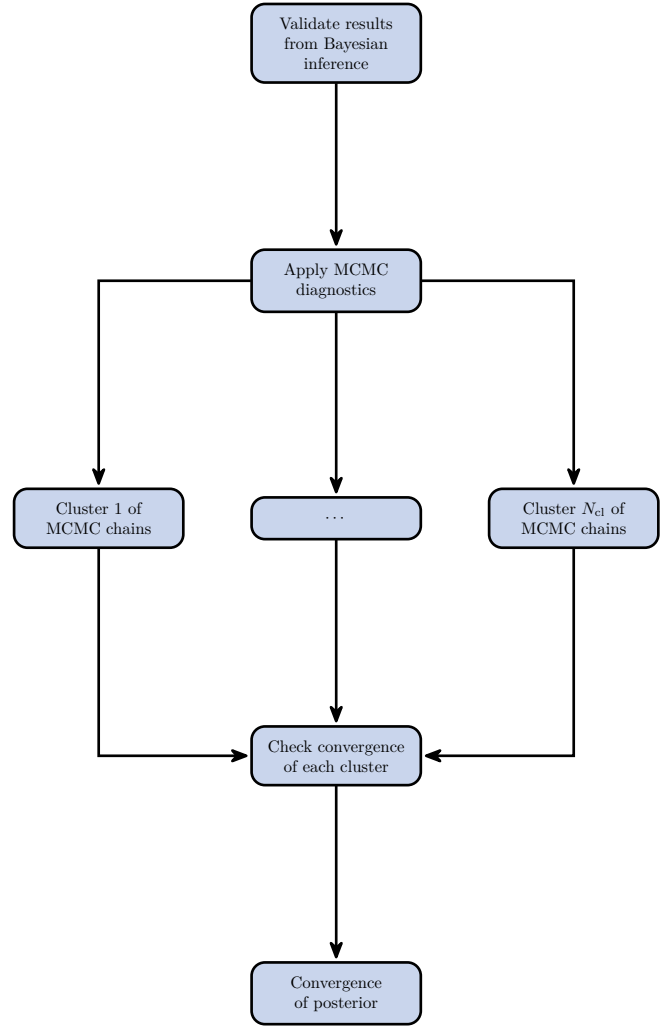 Validate results
from Bayesian
inference
Apply MCMC
diagnostics
Cluster 1 of
MCMC chains
...
Cluster N_cl of
MCMC chains
Check convergence
of each cluster
Convergence
of posterior